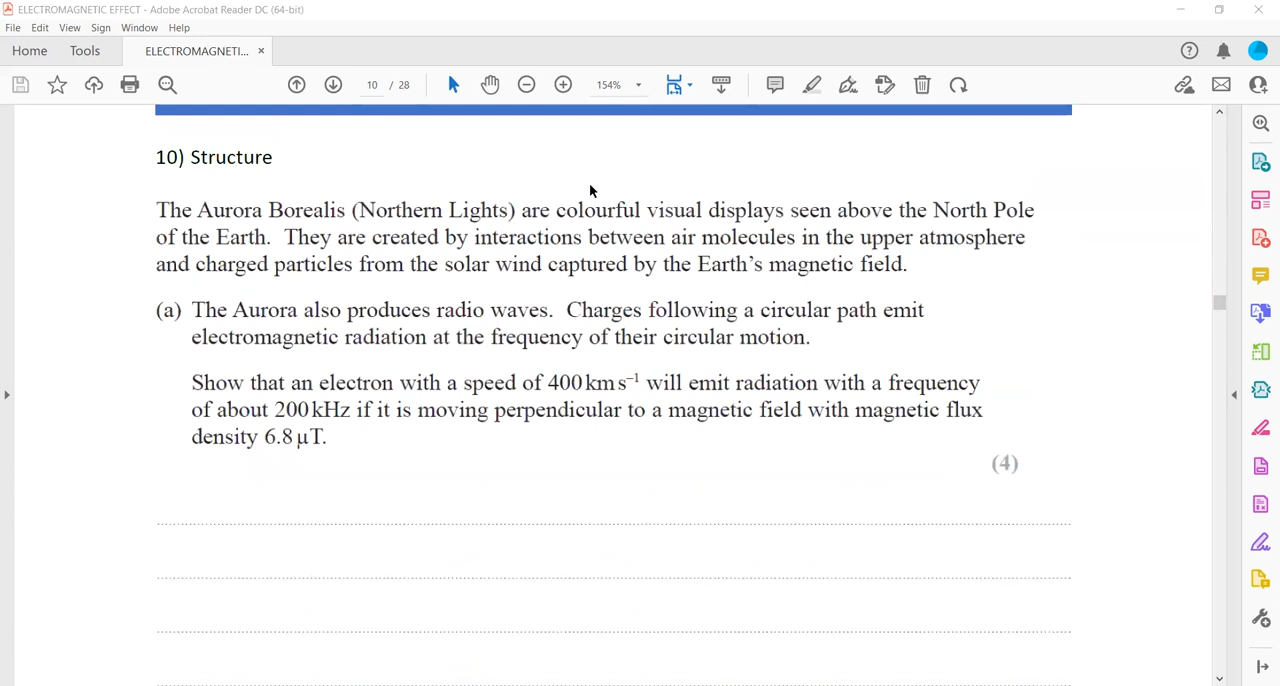 ELECTROMAGNETIC EFFECT - Adobe Acrobat Reader DC (64-bit)
File Edit View Sign Window Help
Home Tools ELECTROMAGNETI... ×
10 / 28 154%
10) Structure
The Aurora Borealis (Northern Lights) are colourful visual displays seen above the North Pole
of the Earth. They are created by interactions between air molecules in the upper atmosphere
and charged particles from the solar wind captured by the Earth's magnetic field.
(a) The Aurora also produces radio waves. Charges following a circular path emit
electromagnetic radiation at the frequency of their circular motion.
Show that an electron with a speed of 400 km s⁻¹ will emit radiation with a frequency
of about 200 kHz if it is moving perpendicular to a magnetic field with magnetic flux
density 6.8 μT.
(4)